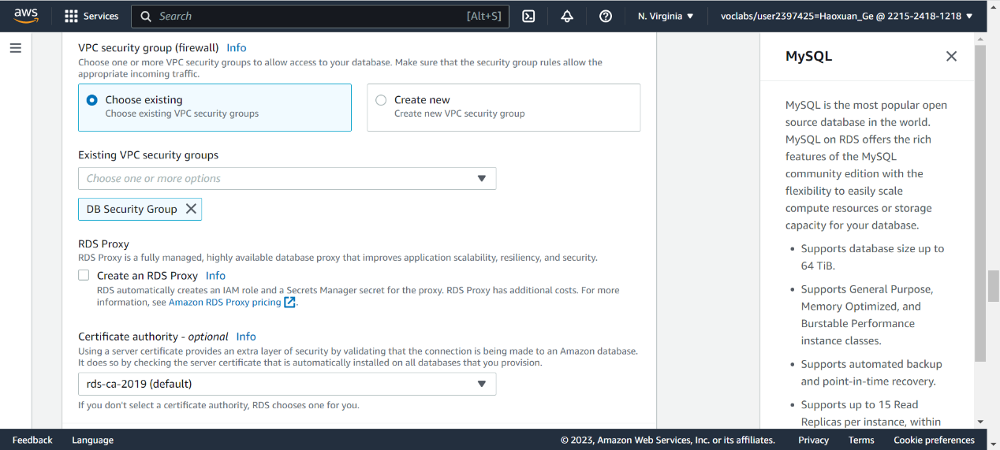 aws
Services
Search
[Alt+S]
N. Virginia
voclabs/user2397425=Haoxuan_Ge @ 2215-2418-1218
VPC security group (firewall) Info
Choose one or more VPC security groups to allow access to your database. Make sure that the security group rules allow the
appropriate incoming traffic.
Choose existing
Choose existing VPC security groups
Create new
Create new VPC security group
Existing VPC security groups
Choose one or more options
DB Security Group
RDS Proxy
RDS Proxy is a fully managed, highly available database proxy that improves application scalability, resiliency, and security.
Create an RDS Proxy Info
RDS automatically creates an IAM role and a Secrets Manager secret for the proxy. RDS Proxy has additional costs. For more
information, see Amazon RDS Proxy pricing.
Certificate authority - optional Info
Using a server certificate provides an extra layer of security by validating that the connection is being made to an Amazon database.
It does so by checking the server certificate that is automatically installed on all databases that you provision.
rds-ca-2019 (default)
If you don't select a certificate authority, RDS chooses one for you.
MySQL
MySQL is the most popular open
source database in the world.
MySQL on RDS offers the rich
features of the MySQL
community edition with the
flexibility to easily scale
compute resources or storage
capacity for your database.
• Supports database size up to
64 TiB.
• Supports General Purpose,
Memory Optimized, and
Burstable Performance
instance classes.
• Supports automated backup
and point-in-time recovery.
• Supports up to 15 Read
Replicas per instance, within
Feedback
Language
© 2023, Amazon Web Services, Inc. or its affiliates.
Privacy
Terms
Cookie preferences